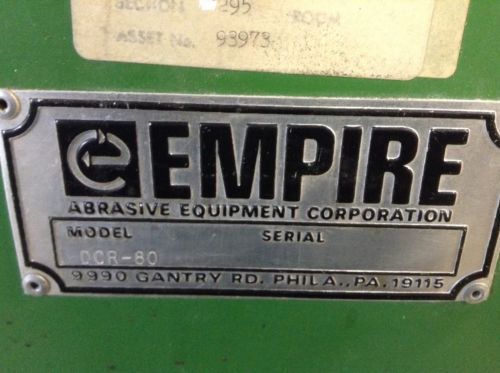 SECTION 295 ROOM
ASSET No. 93973
e EMPIRE
ABRASIVE EQUIPMENT CORPORATION
MODEL SERIAL
DCR-80
9990 GANTRY RD. PHILA., PA. 19115